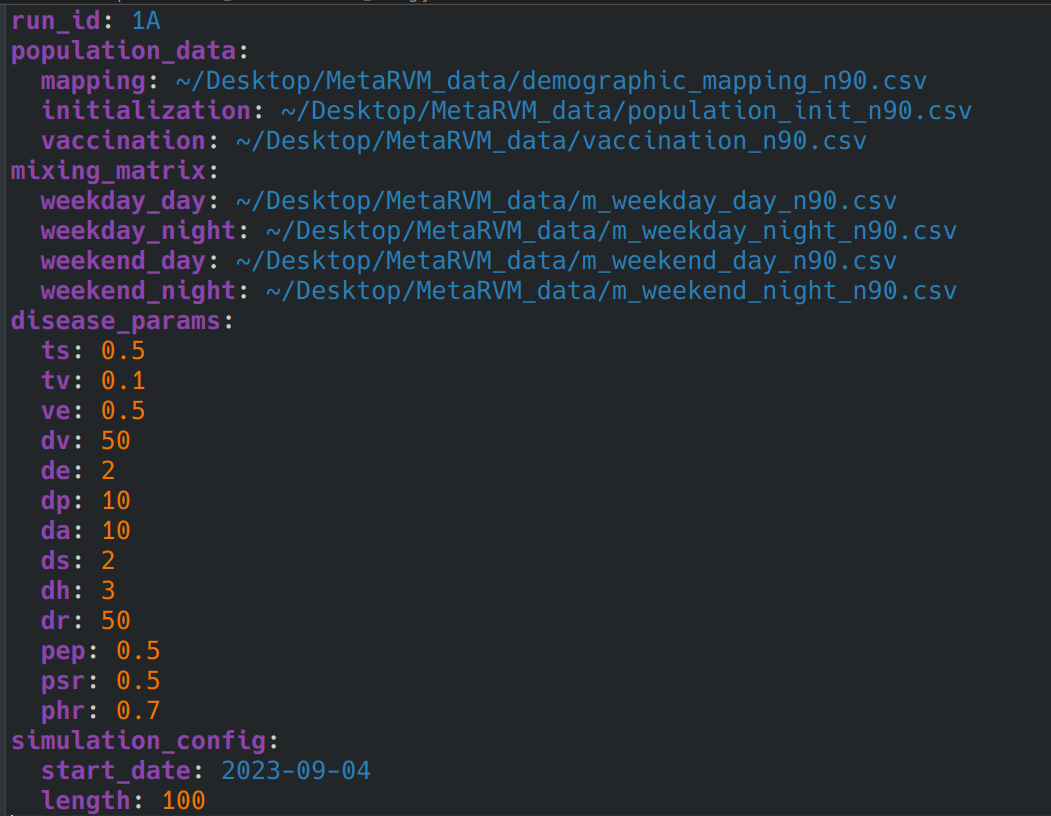 run_id: 1A
population_data:
  mapping: ~/Desktop/MetaRVM_data/demographic_mapping_n90.csv
  initialization: ~/Desktop/MetaRVM_data/population_init_n90.csv
  vaccination: ~/Desktop/MetaRVM_data/vaccination_n90.csv
mixing_matrix:
  weekday_day: ~/Desktop/MetaRVM_data/m_weekday_day_n90.csv
  weekday_night: ~/Desktop/MetaRVM_data/m_weekday_night_n90.csv
  weekend_day: ~/Desktop/MetaRVM_data/m_weekend_day_n90.csv
  weekend_night: ~/Desktop/MetaRVM_data/m_weekend_night_n90.csv
disease_params:
  ts: 0.5
  tv: 0.1
  ve: 0.5
  dv: 50
  de: 2
  dp: 10
  da: 10
  ds: 2
  dh: 3
  dr: 50
  pep: 0.5
  psr: 0.5
  phr: 0.7
simulation_config:
  start_date: 2023-09-04
  length: 100